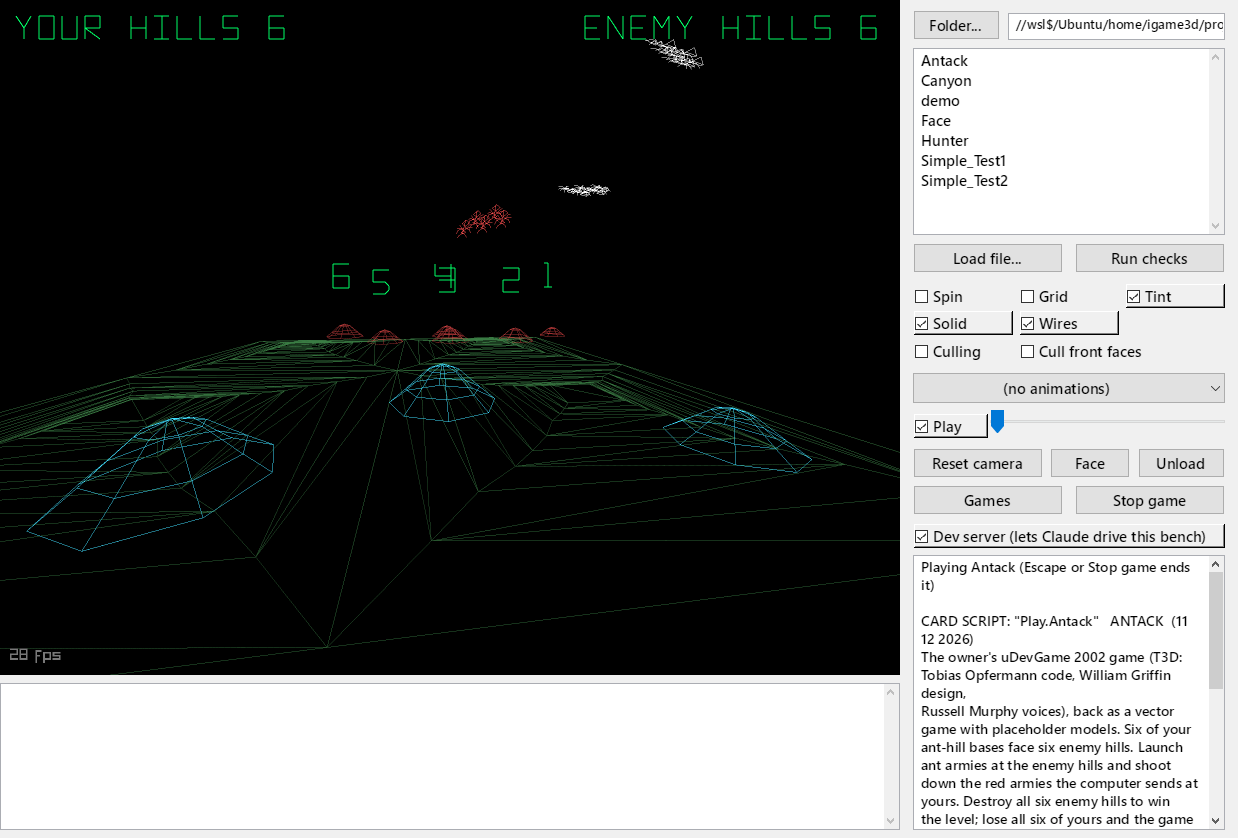 YOUR HILLS 6
ENEMY HILLS 6
6 5 4 2 1
28 Fps
Folder...
//wsl$/Ubuntu/home/igame3d/pro
Antack
Canyon
demo
Face
Hunter
Simple_Test1
Simple_Test2
Load file...
Run checks
Spin
Grid
Tint
Solid
Wires
Culling
Cull front faces
(no animations)
Play
Reset camera
Face
Unload
Games
Stop game
Dev server (lets Claude drive this bench)
Playing Antack (Escape or Stop game ends
it)
CARD SCRIPT: "Play.Antack"   ANTACK  (11
12 2026)
The owner's uDevGame 2002 game (T3D:
Tobias Opfermann code, William Griffin
design,
Russell Murphy voices), back as a vector
game with placeholder models. Six of your
ant-hill bases face six enemy hills. Launch
ant armies at the enemy hills and shoot
down the red armies the computer sends at
yours. Destroy all six enemy hills to win
the level; lose all six of yours and the game